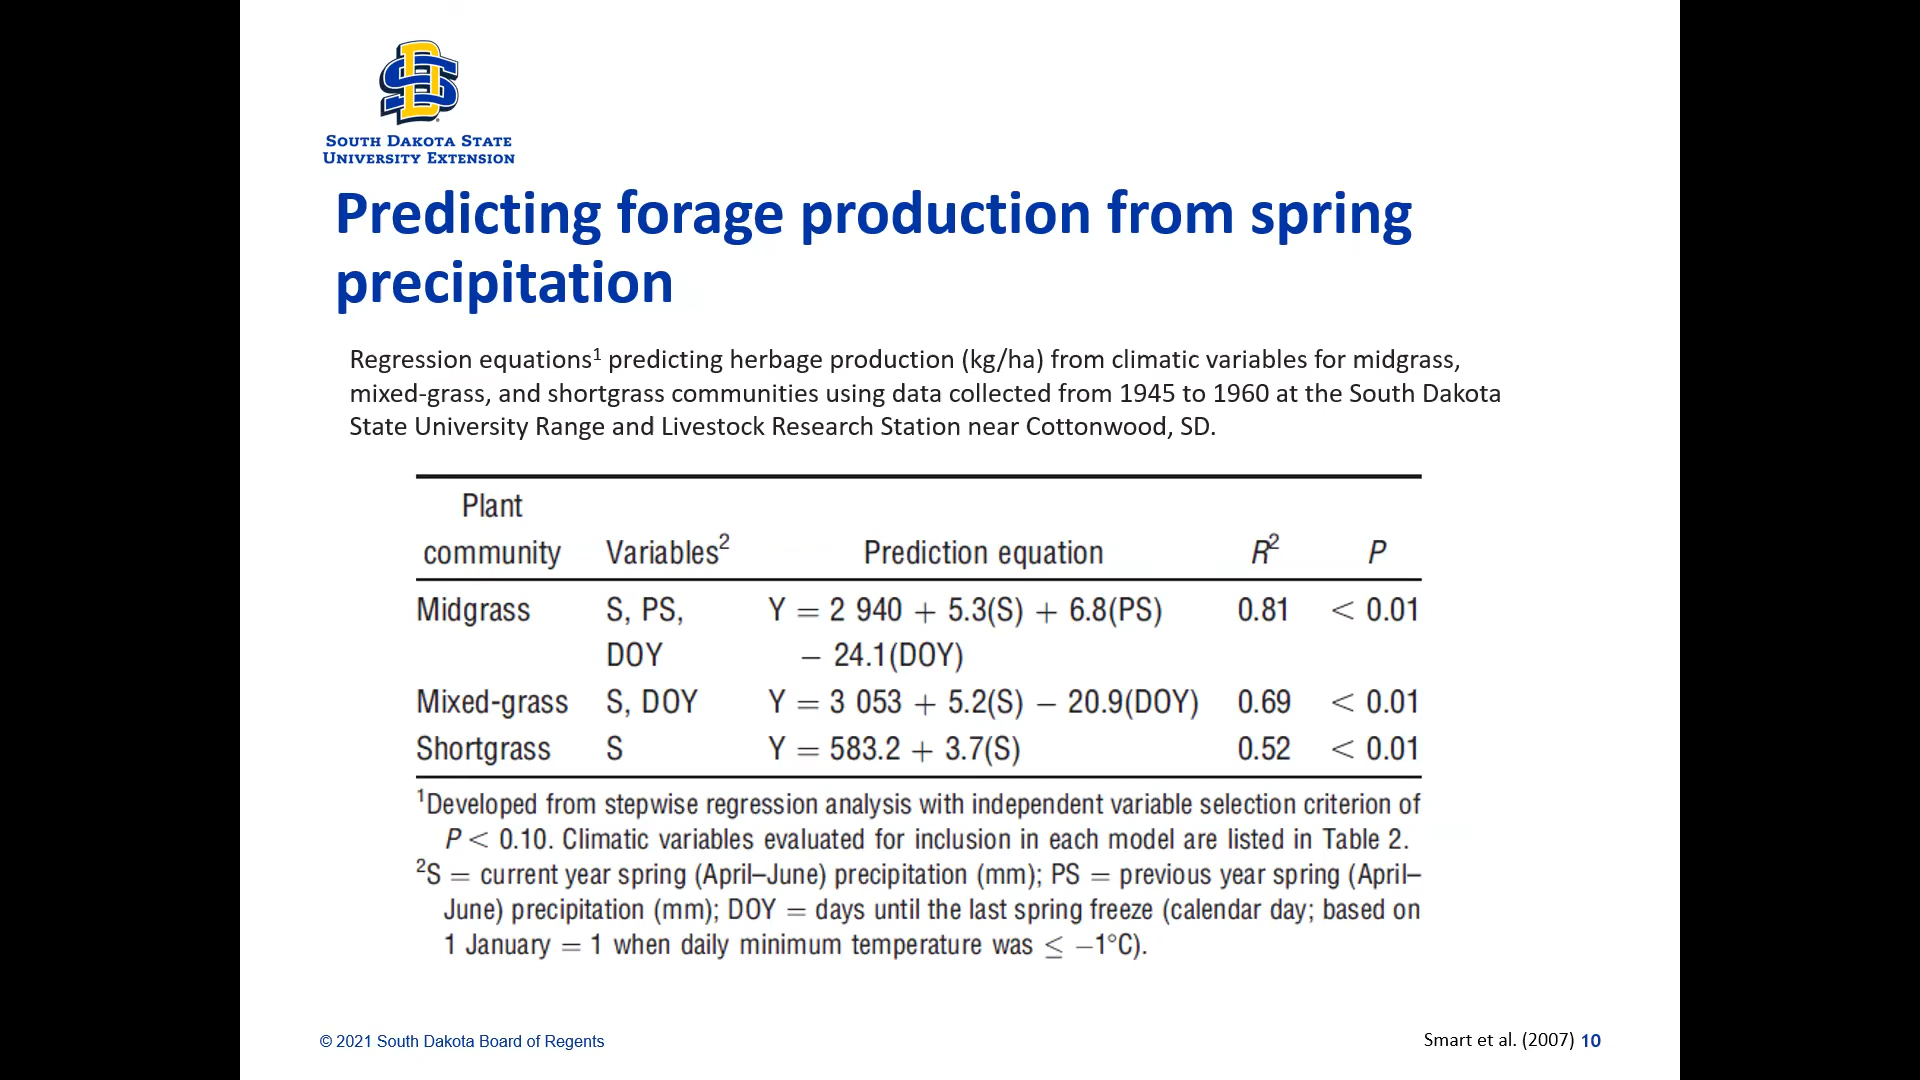 SOUTH DAKOTA STATE
UNIVERSITY EXTENSION
Predicting forage production from spring
precipitation
Regression equations¹ predicting herbage production (kg/ha) from climatic variables for midgrass,
mixed-grass, and shortgrass communities using data collected from 1945 to 1960 at the South Dakota
State University Range and Livestock Research Station near Cottonwood, SD.
Plant
community Variables² Prediction equation R² P
Midgrass S, PS, Y = 2 940 + 5.3(S) + 6.8(PS) 0.81 < 0.01
DOY − 24.1(DOY)
Mixed-grass S, DOY Y = 3 053 + 5.2(S) − 20.9(DOY) 0.69 < 0.01
Shortgrass S Y = 583.2 + 3.7(S) 0.52 < 0.01
¹Developed from stepwise regression analysis with independent variable selection criterion of
P < 0.10. Climatic variables evaluated for inclusion in each model are listed in Table 2.
²S = current year spring (April–June) precipitation (mm); PS = previous year spring (April–
June) precipitation (mm); DOY = days until the last spring freeze (calendar day; based on
1 January = 1 when daily minimum temperature was ≤ −1°C).
© 2021 South Dakota Board of Regents
Smart et al. (2007) 10